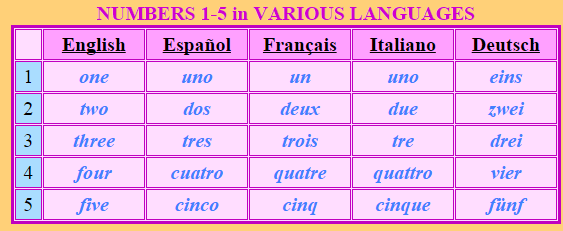 NUMBERS 1-5 in VARIOUS LANGUAGES
English Español Français Italiano Deutsch
1 one uno un uno eins
2 two dos deux due zwei
3 three tres trois tre drei
4 four cuatro quatre quattro vier
5 five cinco cinq cinque fünf